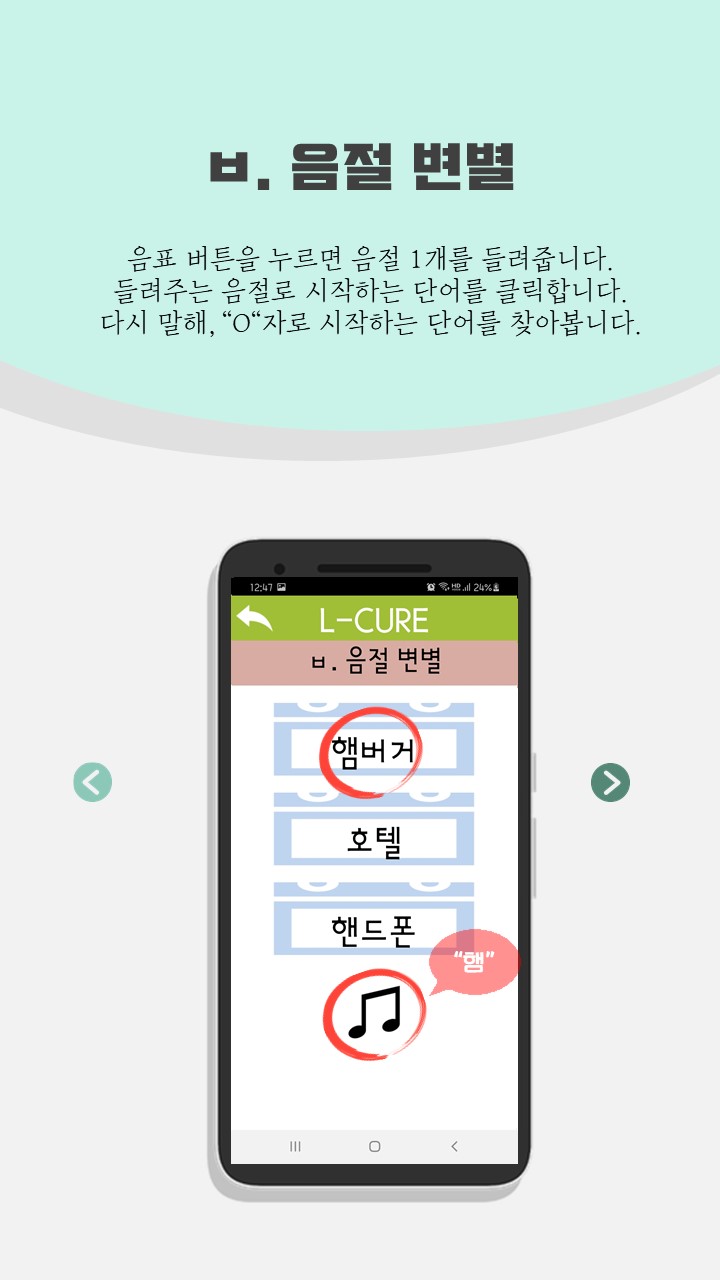 ㅂ. 음절 변별
음표 버튼을 누르면 음절 1개를 들려줍니다.
들려주는 음절로 시작하는 단어를 클릭합니다.
다시 말해, “O“자로 시작하는 단어를 찾아봅니다.
12:47 HD 24%
L-CURE
ㅂ. 음절 변별
햄버거
호텔
핸드폰
“햄”